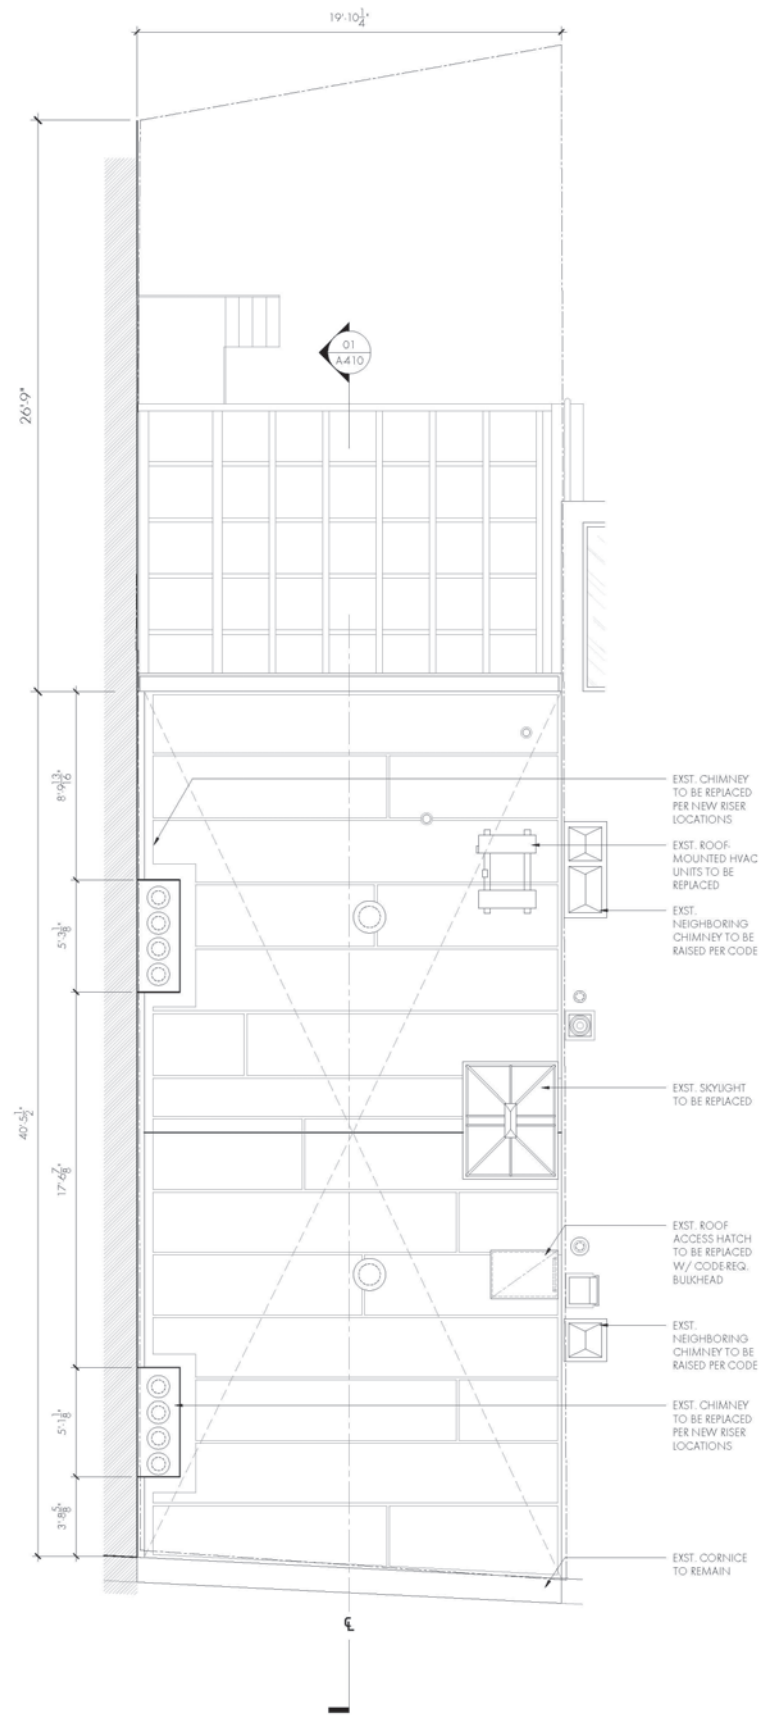 19'-10 1/4"
01
A-410
26'-9"
8'-9 13/16"
EXST. CHIMNEY
TO BE REPLACED
PER NEW RISER
LOCATIONS
EXST. ROOF-
MOUNTED HVAC
UNITS TO BE
REPLACED
EXST.
NEIGHBORING
CHIMNEY TO BE
RAISED PER CODE
5'-3 3/8"
EXST. SKYLIGHT
TO BE REPLACED
40'-5 1/2"
17'-6 7/8"
EXST. ROOF
ACCESS HATCH
TO BE REPLACED
W/ CODE-REQ.
BULKHEAD
EXST.
NEIGHBORING
CHIMNEY TO BE
RAISED PER CODE
5'-1 1/8"
EXST. CHIMNEY
TO BE REPLACED
PER NEW RISER
LOCATIONS
3'-8 5/8"
EXST. CORNICE
TO REMAIN
℄